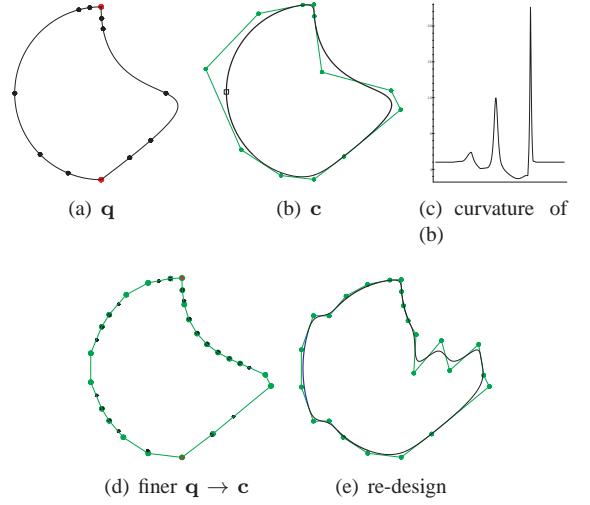 (a) q
(b) c
(c) curvature of
(b)
(d) finer q → c
(e) re-design